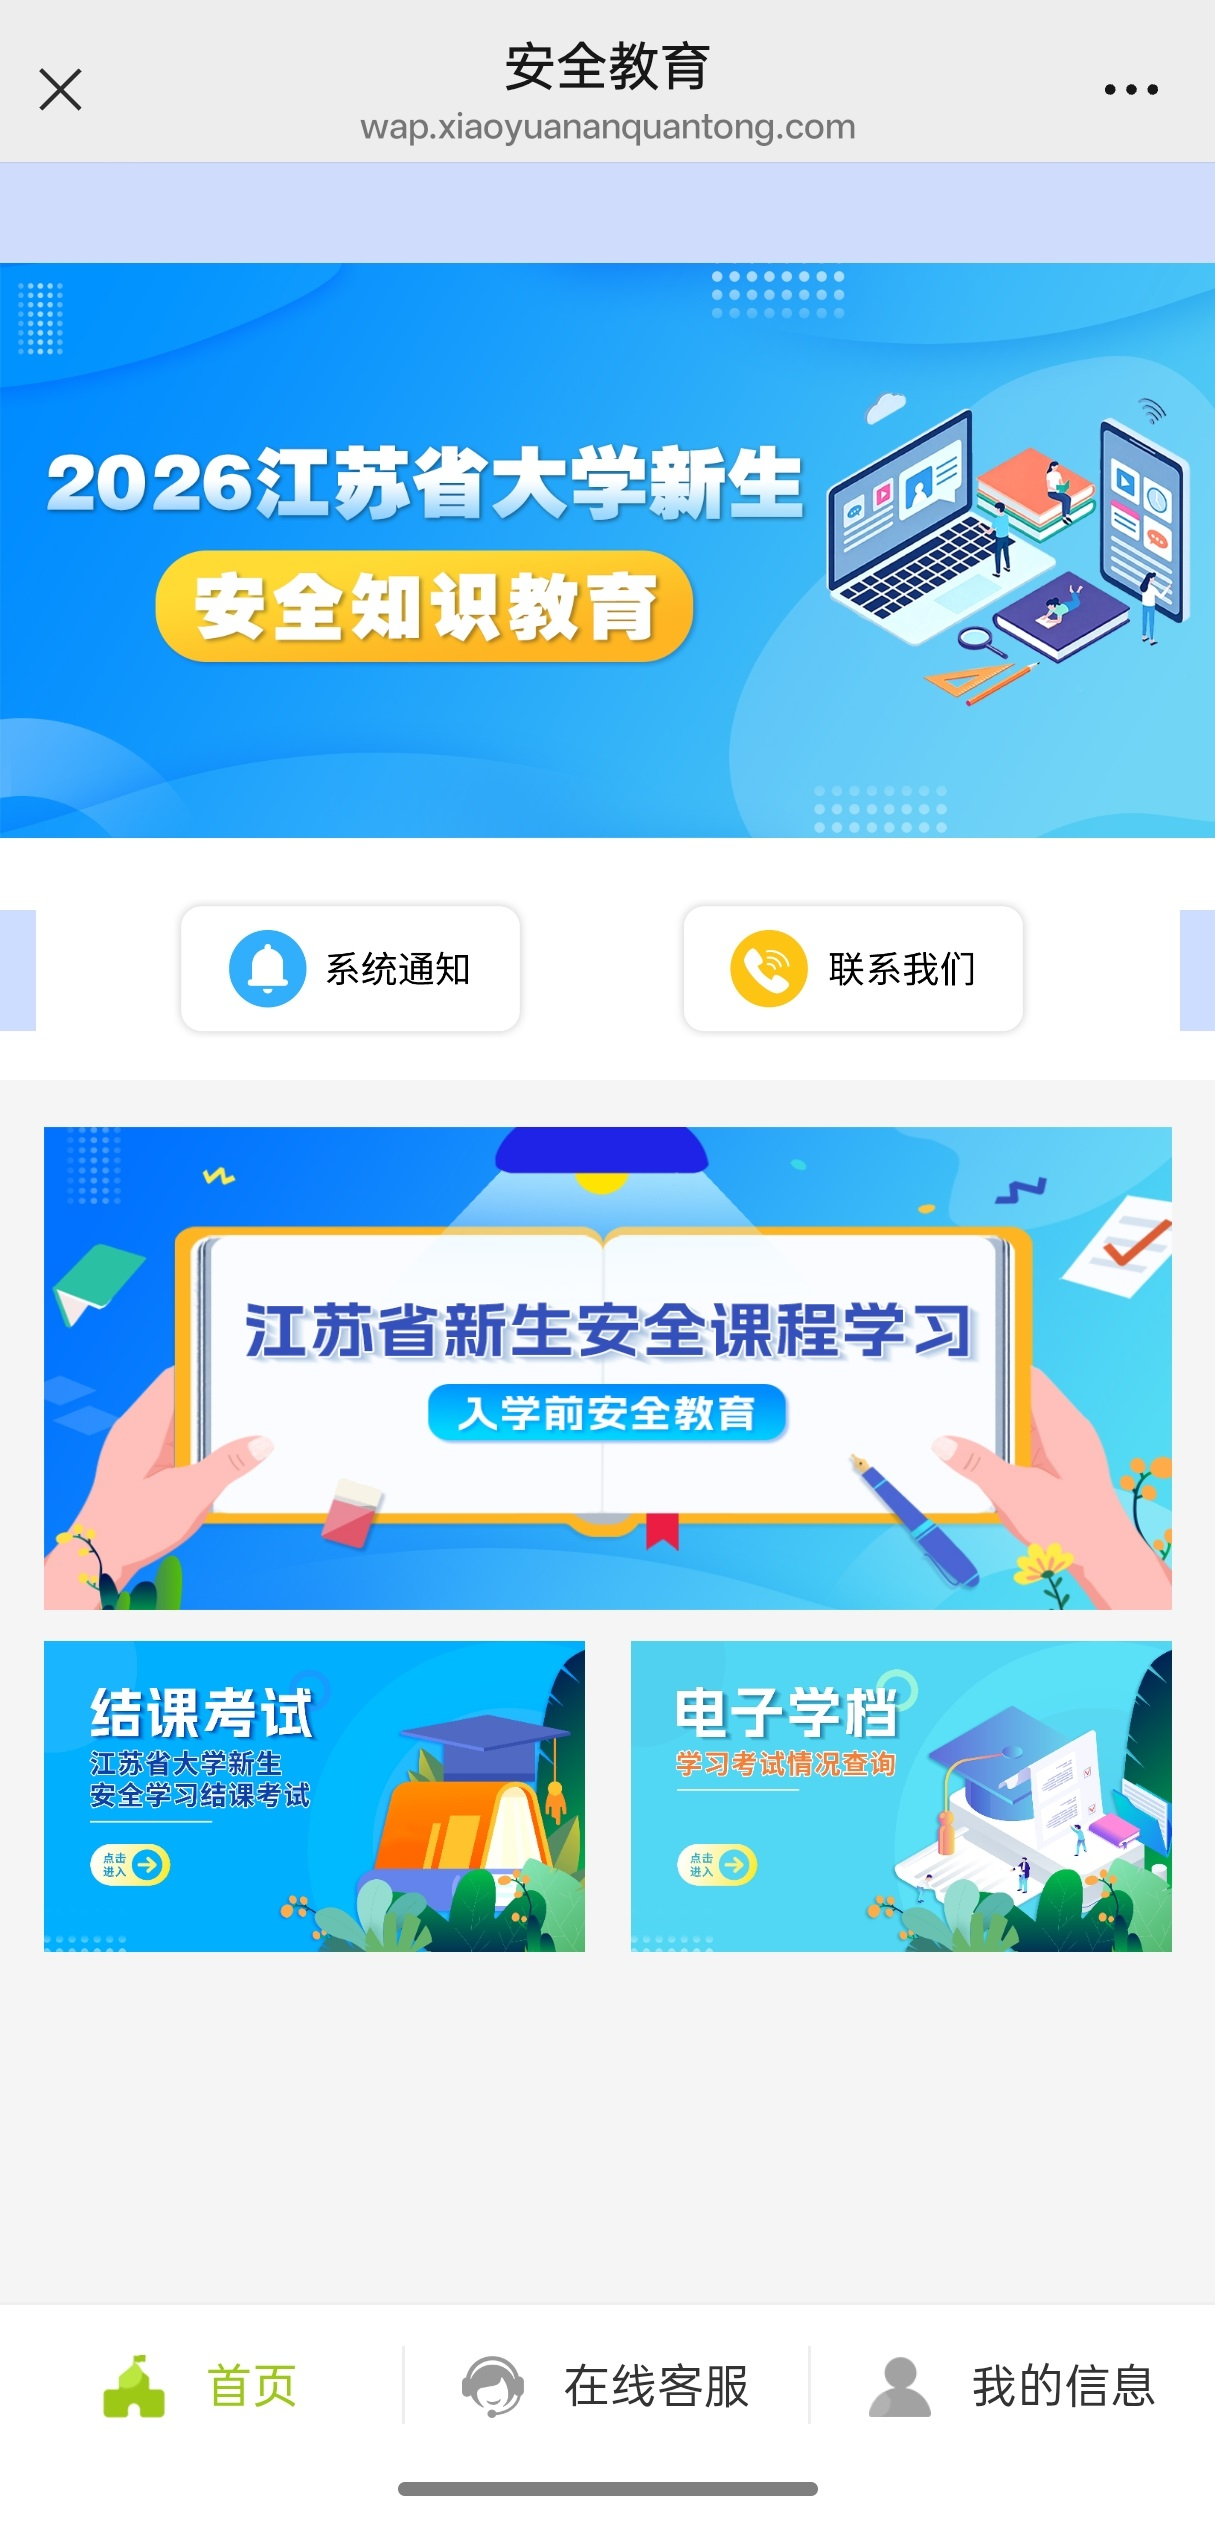 安全教育
wap.xiaoyuananquantong.com
2026江苏省大学新生
安全知识教育
系统通知
联系我们
江苏省新生安全课程学习
入学前安全教育
结课考试
江苏省大学新生
安全学习结课考试
点击
进入
电子学档
学习考试情况查询
点击
进入
首页
在线客服
我的信息